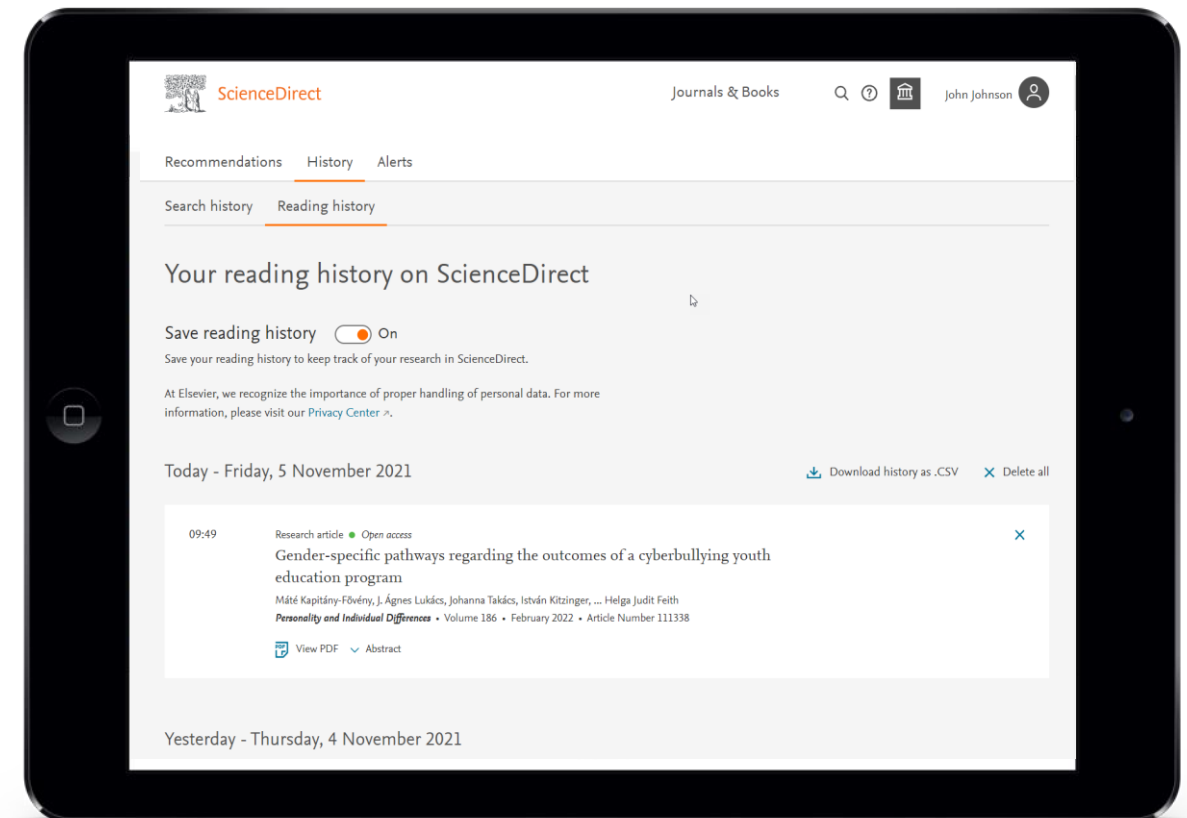 ScienceDirect
Journals & Books
John Johnson
Recommendations History Alerts
Search history Reading history
Your reading history on ScienceDirect
Save reading history On
Save your reading history to keep track of your research in ScienceDirect.
At Elsevier, we recognize the importance of proper handling of personal data. For more
information, please visit our Privacy Center ↗.
Today - Friday, 5 November 2021
Download history as .CSV
Delete all
09:49
Research article • Open access
Gender-specific pathways regarding the outcomes of a cyberbullying youth
education program
Máté Kapitány-Fövény, J. Ágnes Lukács, Johanna Takács, István Kitzinger, ... Helga Judit Feith
Personality and Individual Differences • Volume 186 • February 2022 • Article Number 111338
View PDF Abstract
Yesterday - Thursday, 4 November 2021